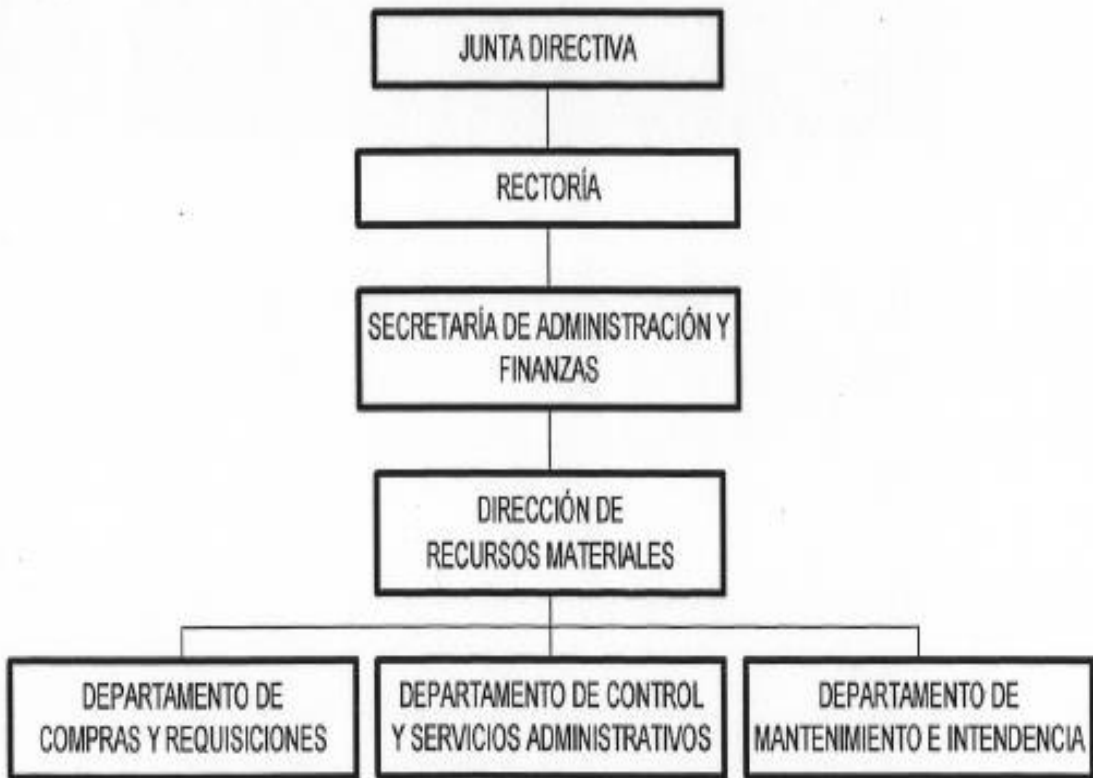 JUNTA DIRECTIVA
RECTORÍA
SECRETARÍA DE ADMINISTRACIÓN Y
FINANZAS
DIRECCIÓN DE
RECURSOS MATERIALES
DEPARTAMENTO DE
COMPRAS Y REQUISICIONES
DEPARTAMENTO DE CONTROL
Y SERVICIOS ADMINISTRATIVOS
DEPARTAMENTO DE
MANTENIMIENTO E INTENDENCIA